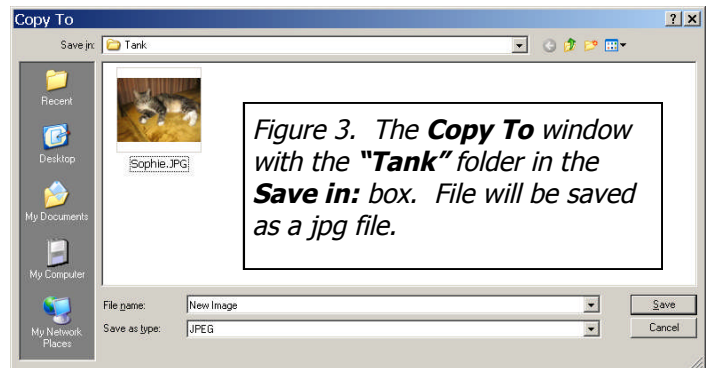 Copy To
Save in: Tank
Recent
Desktop
My Documents
My Computer
My Network
Places
Sophie.JPG
Figure 3. The Copy To window
with the “Tank” folder in the
Save in: box. File will be saved
as a jpg file.
File name: New Image Save
Save as type: JPEG Cancel